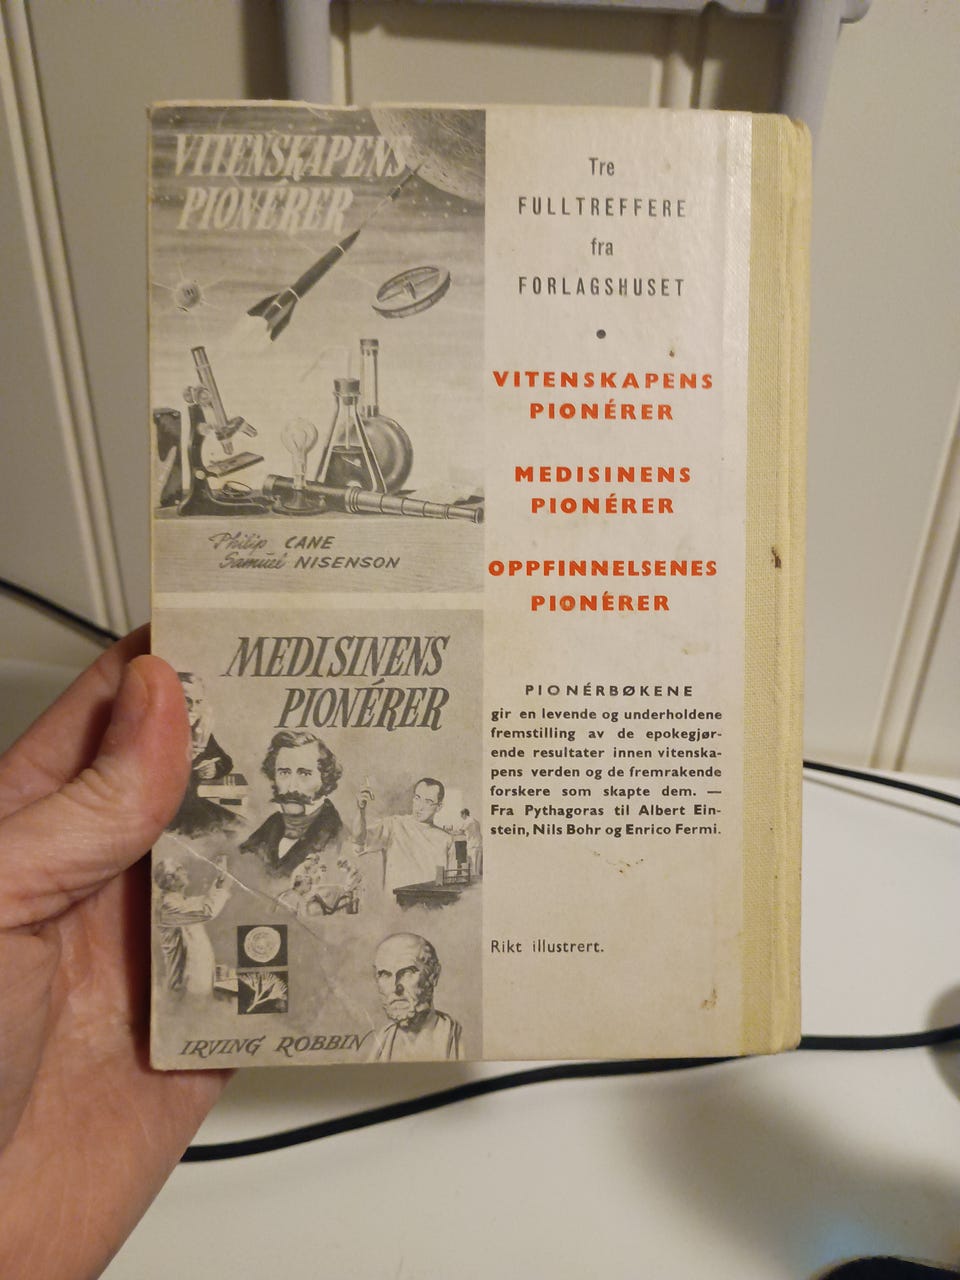 VITENSKAPENS
PIONÉRER
Philip CANE
Samuel NISENSON
MEDISINENS
PIONÉRER
IRVING ROBBIN
Tre
FULLTREFFERE
fra
FORLAGSHUSET
•
VITENSKAPENS
PIONÉRER
MEDISINENS
PIONÉRER
OPPFINNELSENES
PIONÉRER
PIONÉRBØKENE
gir en levende og underholdene
fremstilling av de epokegjør-
ende resultater innen vitenska-
pens verden og de fremrakende
forskere som skapte dem. —
Fra Pythagoras til Albert Ein-
stein, Nils Bohr og Enrico Fermi.
Rikt illustrert.